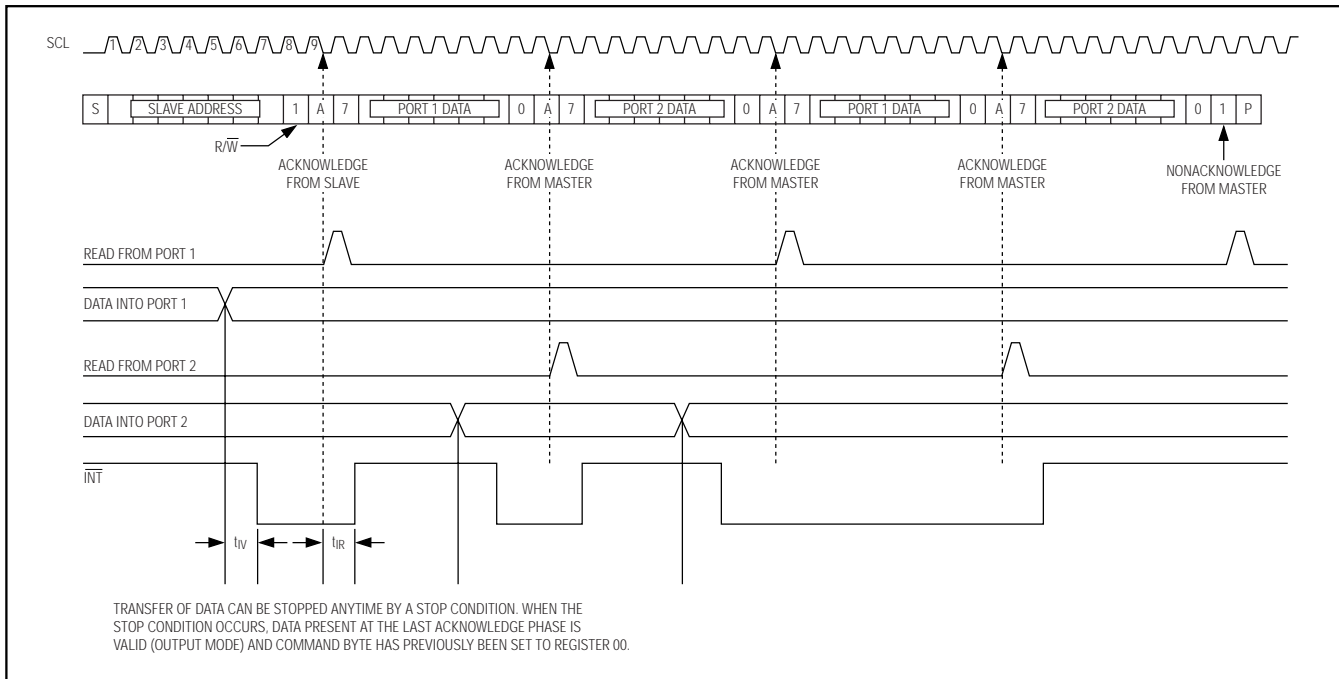 SCL 1 2 3 4 5 6 7 8 9
S SLAVE ADDRESS 1 A 7 PORT 1 DATA 0 A 7 PORT 2 DATA 0 A 7 PORT 1 DATA 0 A 7 PORT 2 DATA 0 1 P
R/W̅
ACKNOWLEDGE
FROM SLAVE
ACKNOWLEDGE
FROM MASTER
ACKNOWLEDGE
FROM MASTER
ACKNOWLEDGE
FROM MASTER
NONACKNOWLEDGE
FROM MASTER
READ FROM PORT 1
DATA INTO PORT 1
READ FROM PORT 2
DATA INTO PORT 2
I̅N̅T̅
tIV tIR
TRANSFER OF DATA CAN BE STOPPED ANYTIME BY A STOP CONDITION. WHEN THE
STOP CONDITION OCCURS, DATA PRESENT AT THE LAST ACKNOWLEDGE PHASE IS
VALID (OUTPUT MODE) AND COMMAND BYTE HAS PREVIOUSLY BEEN SET TO REGISTER 00.